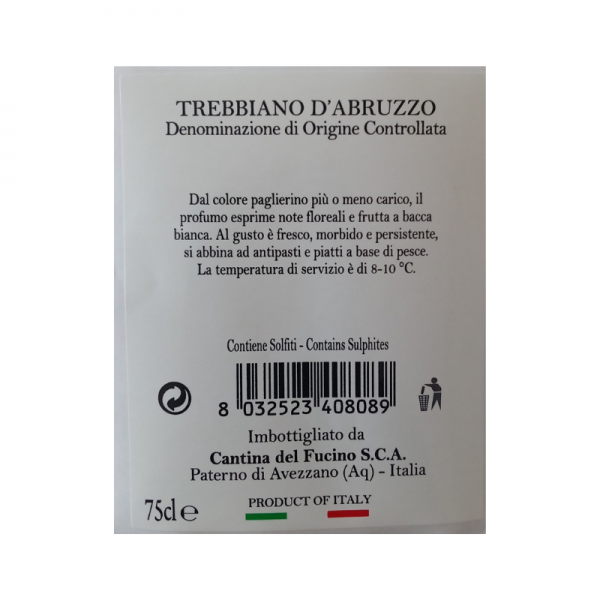 TREBBIANO D'ABRUZZO
Denominazione di Origine Controllata
Dal colore paglierino più o meno carico, il
profumo esprime note floreali e frutta a bacca
bianca. Al gusto è fresco, morbido e persistente,
si abbina ad antipasti e piatti a base di pesce.
La temperatura di servizio è di 8-10 °C.
Contiene Solfiti - Contains Sulphites
8 032523 408089
Imbottigliato da
Cantina del Fucino S.C.A.
Paterno di Avezzano (Aq) - Italia
PRODUCT OF ITALY
75cl e